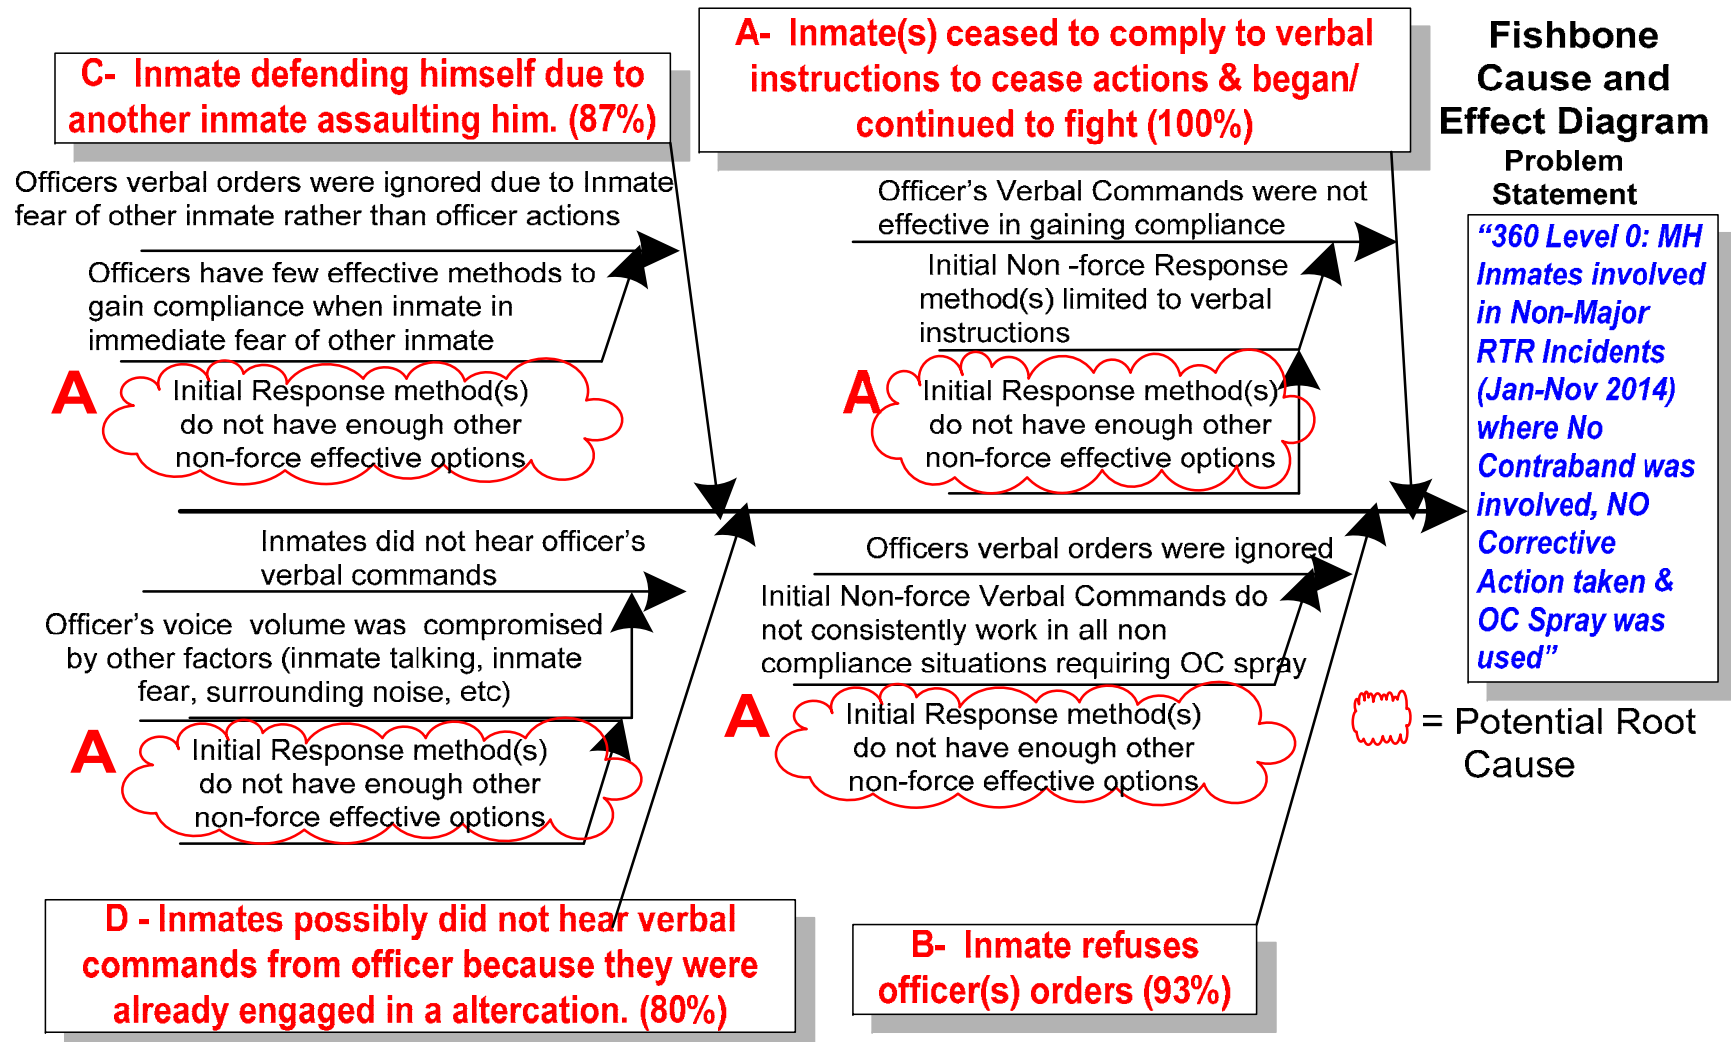 C- Inmate defending himself due to
another inmate assaulting him. (87%)
A- Inmate(s) ceased to comply to verbal
instructions to cease actions & began/
continued to fight (100%)
Fishbone
Cause and
Effect Diagram
Problem
Statement
“360 Level 0: MH
Inmates involved
in Non-Major
RTR Incidents
(Jan-Nov 2014)
where No
Contraband was
involved, NO
Corrective
Action taken &
OC Spray was
used”
= Potential Root
Cause
Officers verbal orders were ignored due to Inmate
fear of other inmate rather than officer actions
Officers have few effective methods to
gain compliance when inmate in
immediate fear of other inmate
A
Initial Response method(s)
do not have enough other
non-force effective options
Officer’s Verbal Commands were not
effective in gaining compliance
Initial Non -force Response
method(s) limited to verbal
instructions
A
Initial Response method(s)
do not have enough other
non-force effective options
Inmates did not hear officer’s
verbal commands
Officer’s voice volume was compromised
by other factors (inmate talking, inmate
fear, surrounding noise, etc)
A
Initial Response method(s)
do not have enough other
non-force effective options
Officers verbal orders were ignored
Initial Non-force Verbal Commands do
not consistently work in all non
compliance situations requiring OC spray
A
Initial Response method(s)
do not have enough other
non-force effective options
D - Inmates possibly did not hear verbal
commands from officer because they were
already engaged in a altercation. (80%)
B- Inmate refuses
officer(s) orders (93%)